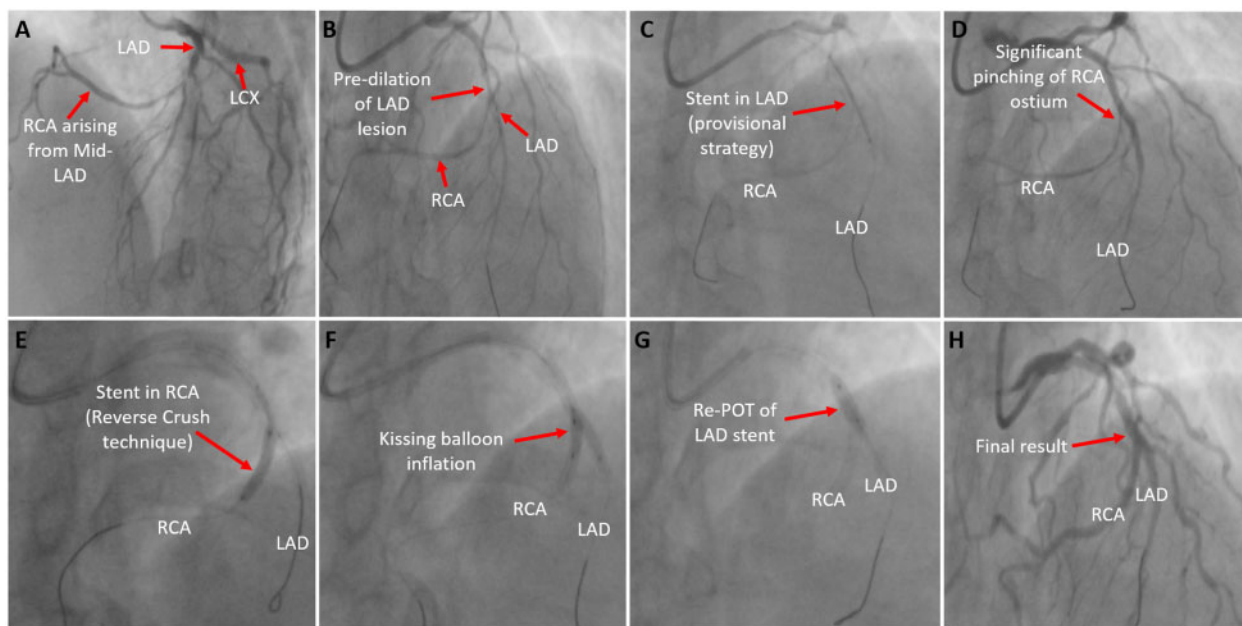 A
LAD
LCX
RCA arising
from Mid-
LAD
B
Pre-dilation
of LAD
lesion
LAD
RCA
C
Stent in LAD
(provisional
strategy)
RCA
LAD
D
Significant
pinching of RCA
ostium
RCA
LAD
E
Stent in RCA
(Reverse Crush
technique)
RCA
LAD
F
Kissing balloon
inflation
RCA
LAD
G
Re-POT of
LAD stent
RCA
LAD
H
Final result
LAD
RCA